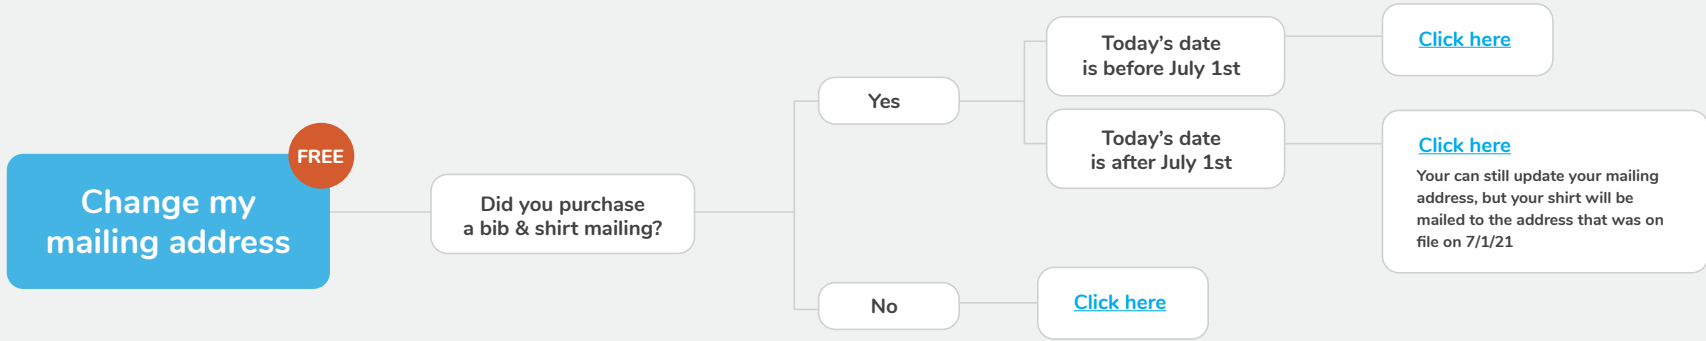 FREE
Change my
mailing address
Did you purchase
a bib & shirt mailing?
Yes
Today’s date
is before July 1st
Click here
Today’s date
is after July 1st
Click here
Your can still update your mailing
address, but your shirt will be
mailed to the address that was on
file on 7/1/21
No
Click here